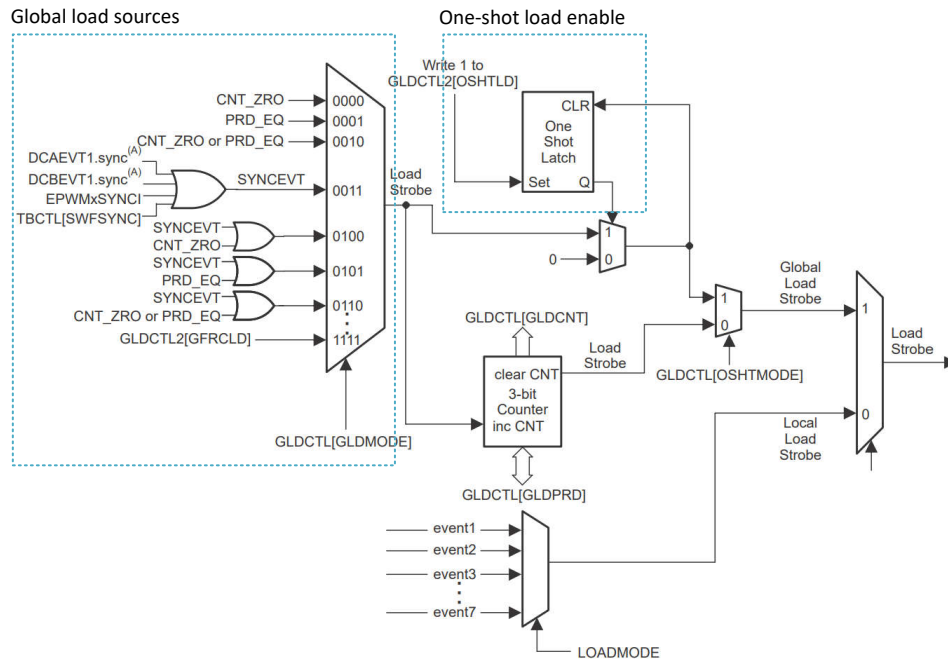 Global load sources
One-shot load enable
Write 1 to
GLDCTL2[OSHTLD]
CLR
One
Shot
Latch
Set
Q
CNT_ZRO
0000
PRD_EQ
0001
CNT_ZRO or PRD_EQ
0010
DCAEVT1.sync(A)
DCBEVT1.sync(A)
EPWMxSYNCI
TBCTL[SWFSYNC]
SYNCEVT
0011
Load
Strobe
SYNCEVT
CNT_ZRO
0100
SYNCEVT
PRD_EQ
0101
SYNCEVT
CNT_ZRO or PRD_EQ
0110
GLDCTL2[GFRCLD]
1111
GLDCTL[GLDMODE]
1
0
0
GLDCTL[GLDCNT]
clear CNT
3-bit
Counter
inc CNT
Load
Strobe
GLDCTL[GLDPRD]
1
0
GLDCTL[OSHTMODE]
Global
Load
Strobe
1
0
Load
Strobe
Local
Load
Strobe
event1
event2
event3
event7
LOADMODE